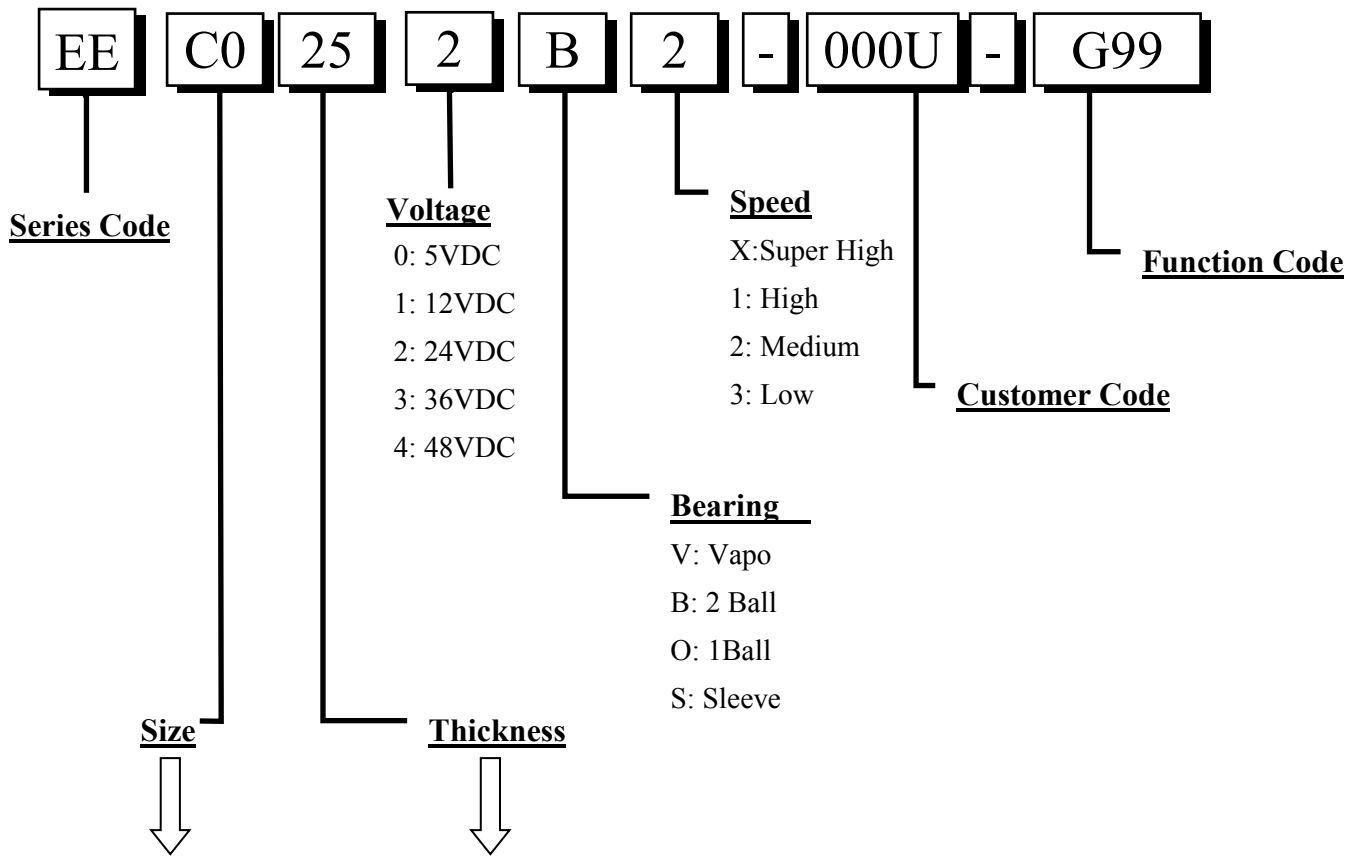 EE C0 25 2 B 2 - 000U - G99
Series Code
Voltage
0: 5VDC
1: 12VDC
2: 24VDC
3: 36VDC
4: 48VDC
Speed
X:Super High
1: High
2: Medium
3: Low
Function Code
Customer Code
Bearing
V: Vapo
B: 2 Ball
O: 1Ball
S: Sleeve
Size
Thickness